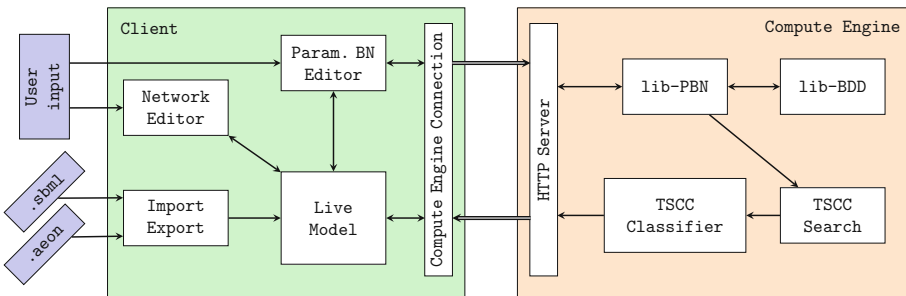 Client
Compute Engine
User
input
Param. BN
Editor
Network
Editor
Compute Engine Connection
HTTP Server
lib-PBN
lib-BDD
.sbml
.aeon
Import
Export
Live
Model
TSCC
Classifier
TSCC
Search